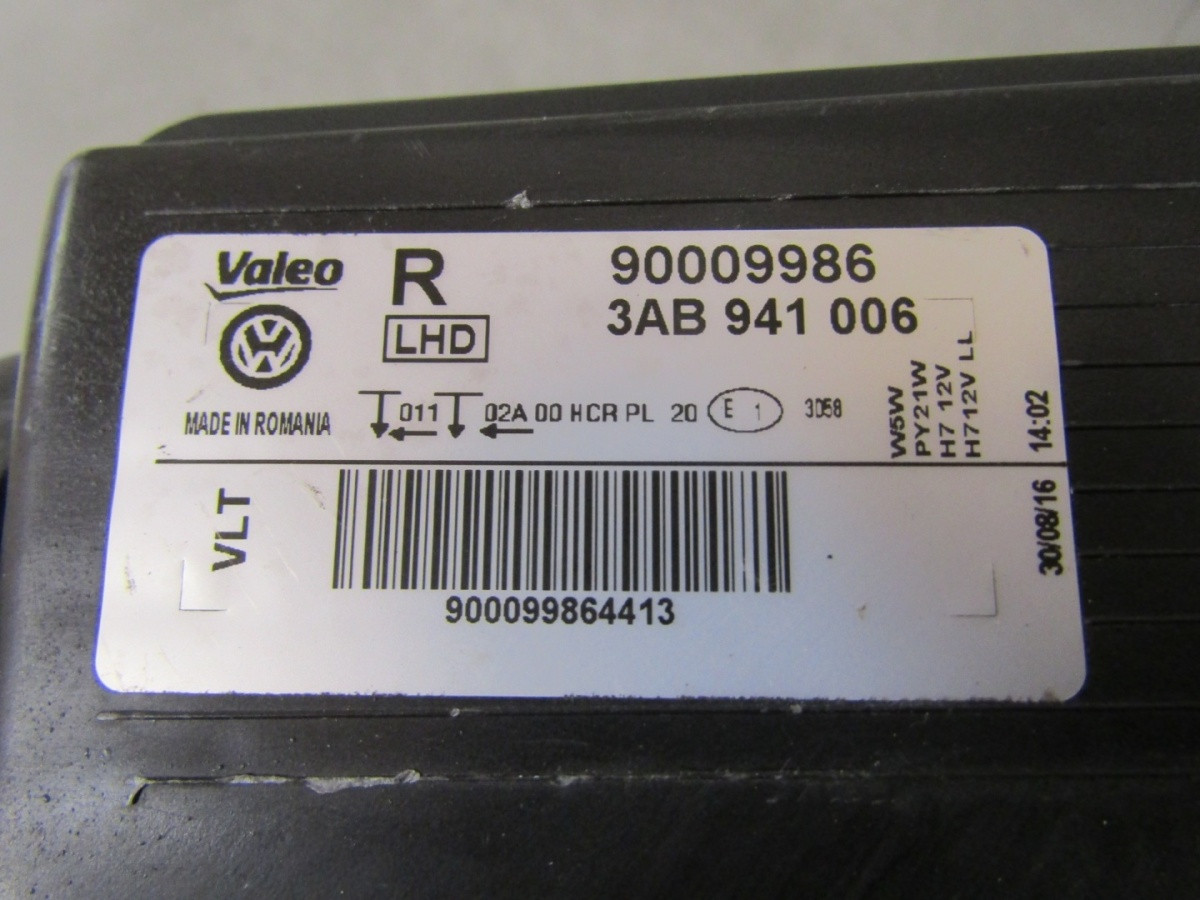 Valeo R 90009986
LHD 3AB 941 006
MADE IN ROMANIA 011 02A 00 HCR PL 20 E 1 3058
W5W
PY21W
H7 12V
H712V LL
30/08/16 14:02
VLT
900099864413